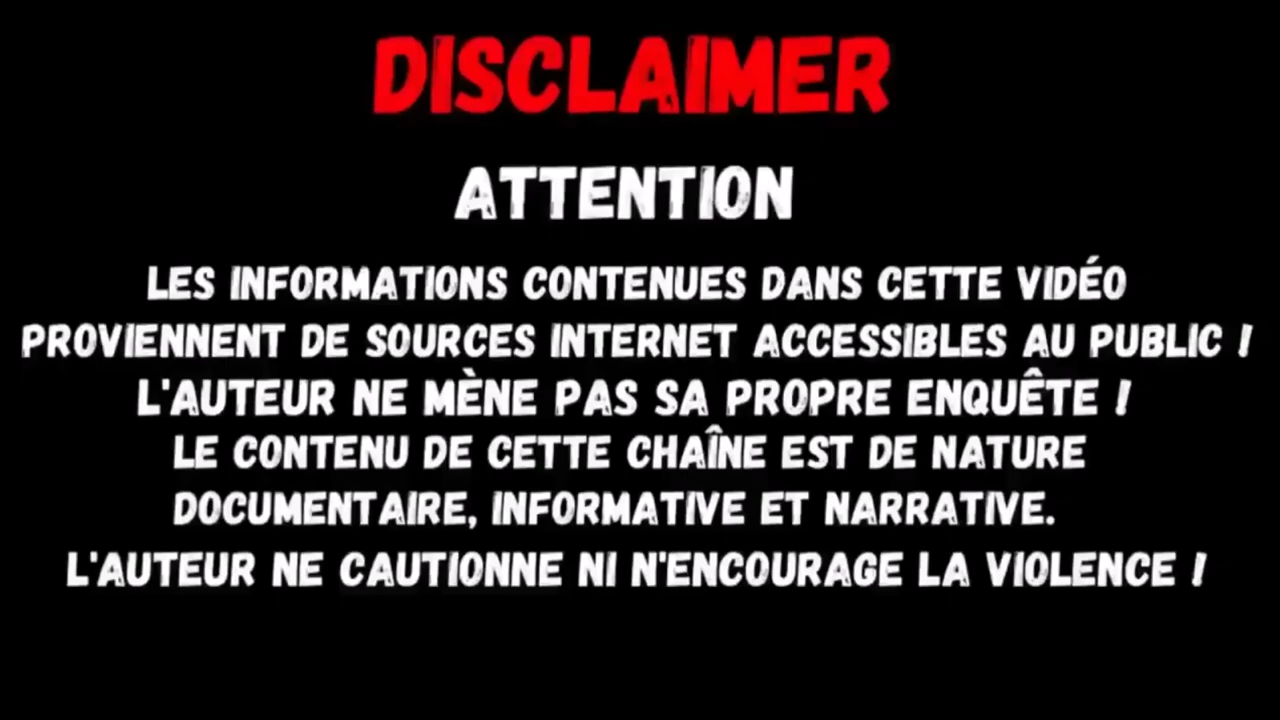 DISCLAIMER
ATTENTION
LES INFORMATIONS CONTENUES DANS CETTE VIDÉO
PROVIENNENT DE SOURCES INTERNET ACCESSIBLES AU PUBLIC !
L'AUTEUR NE MÈNE PAS SA PROPRE ENQUÊTE !
LE CONTENU DE CETTE CHAÎNE EST DE NATURE
DOCUMENTAIRE, INFORMATIVE ET NARRATIVE.
L'AUTEUR NE CAUTIONNE NI N'ENCOURAGE LA VIOLENCE !